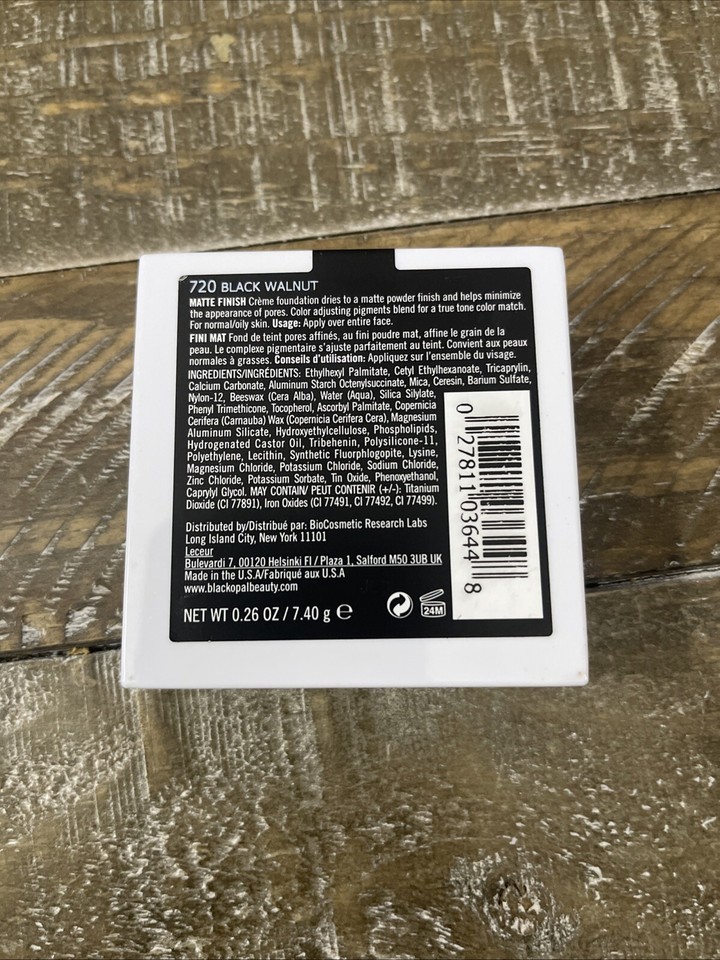 720 BLACK WALNUT
MATTE FINISH Crème foundation dries to a matte powder finish and helps minimize
the appearance of pores. Color adjusting pigments blend for a true tone color match.
For normal/oily skin. Usage: Apply over entire face.
FINI MAT Fond de teint pores affinés, au fini poudre mat, affine le grain de la
peau. Le complexe pigmentaire s'ajuste parfaitement au teint. Convient aux peaux
normales à grasses. Conseils d'utilisation: Appliquez sur l'ensemble du visage.
INGREDIENTS/INGRÉDIENTS: Ethylhexyl Palmitate, Cetyl Ethylhexanoate, Tricaprylin,
Calcium Carbonate, Aluminum Starch Octenylsuccinate, Mica, Ceresin, Barium Sulfate,
Nylon-12, Beeswax (Cera Alba), Water (Aqua), Silica Silylate,
Phenyl Trimethicone, Tocopherol, Ascorbyl Palmitate, Copernicia
Cerifera (Carnauba) Wax (Copernicia Cerifera Cera), Magnesium
Aluminum Silicate, Hydroxyethylcellulose, Phospholipids,
Hydrogenated Castor Oil, Tribehenin, Polysilicone-11,
Polyethylene, Lecithin, Synthetic Fluorphlogopite, Lysine,
Magnesium Chloride, Potassium Chloride, Sodium Chloride,
Zinc Chloride, Potassium Sorbate, Tin Oxide, Phenoxyethanol,
Caprylyl Glycol. MAY CONTAIN/ PEUT CONTENIR (+/-): Titanium
Dioxide (CI 77891), Iron Oxides (CI 77491, CI 77492, CI 77499).
Distributed by/Distribué par: BioCosmetic Research Labs
Long Island City, New York 11101
Leceur
Bulevardi 7, 00120 Helsinki FI / Plaza 1, Salford M50 3UB UK
Made in the U.S.A/Fabriqué aux U.S.A
www.blackopalbeauty.com
NET WT 0.26 OZ / 7.40 g e
24M
0 27811 03644 8